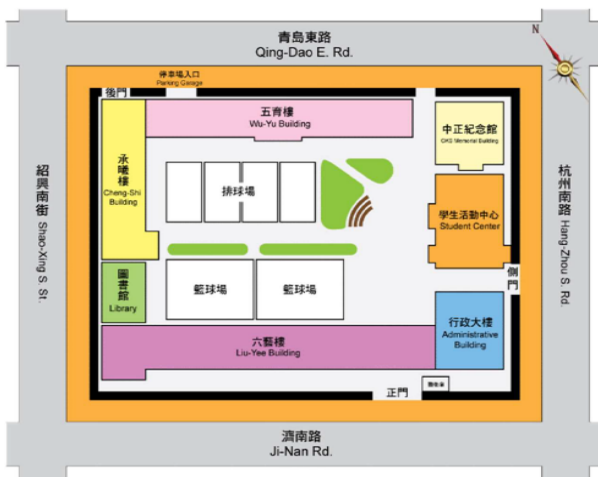 青島東路
Qing-Dao E. Rd.
N
停車場入口
Parking Garage
後門
五育樓
Wu-Yu Building
中正紀念館
CKS Memorial Building
承曦樓
Cheng-Shi
Building
排球場
學生活動中心
Student Center
紹興南街 Shao-Xing S. St.
杭州南路 Hang-Zhou S. Rd.
側門
圖書館
Library
籃球場
籃球場
行政大樓
Administrative
Building
六藝樓
Liu-Yee Building
正門
濟南路
Ji-Nan Rd.